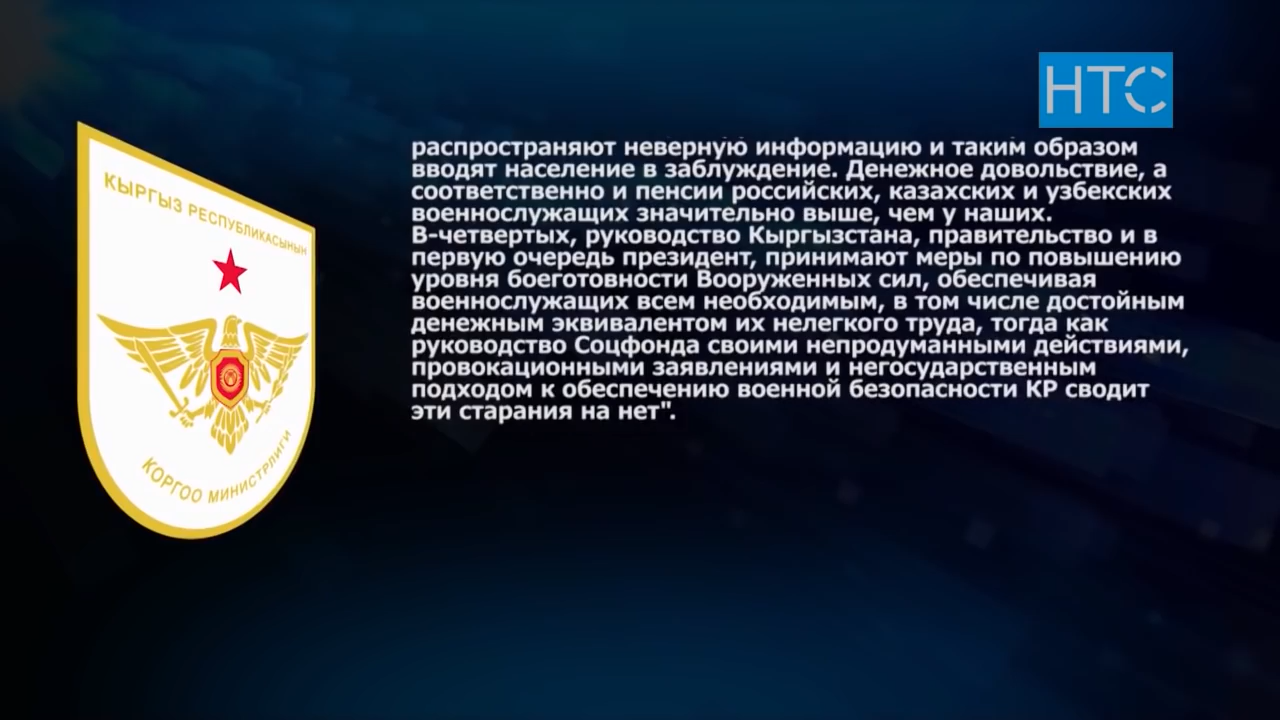 НТС
КЫРГЫЗ РЕСПУБЛИКАСЫНЫН
КОРГОО МИНИСТРЛИГИ
распространяют неверную информацию и таким образом
вводят население в заблуждение. Денежное довольствие, а
соответственно и пенсии российских, казахских и узбекских
военнослужащих значительно выше, чем у наших.
В-четвертых, руководство Кыргызстана, правительство и в
первую очередь президент, принимают меры по повышению
уровня боеготовности Вооруженных сил, обеспечивая
военнослужащих всем необходимым, в том числе достойным
денежным эквивалентом их нелегкого труда, тогда как
руководство Соцфонда своими непродуманными действиями,
провокационными заявлениями и негосударственным
подходом к обеспечению военной безопасности КР сводит
эти старания на нет".